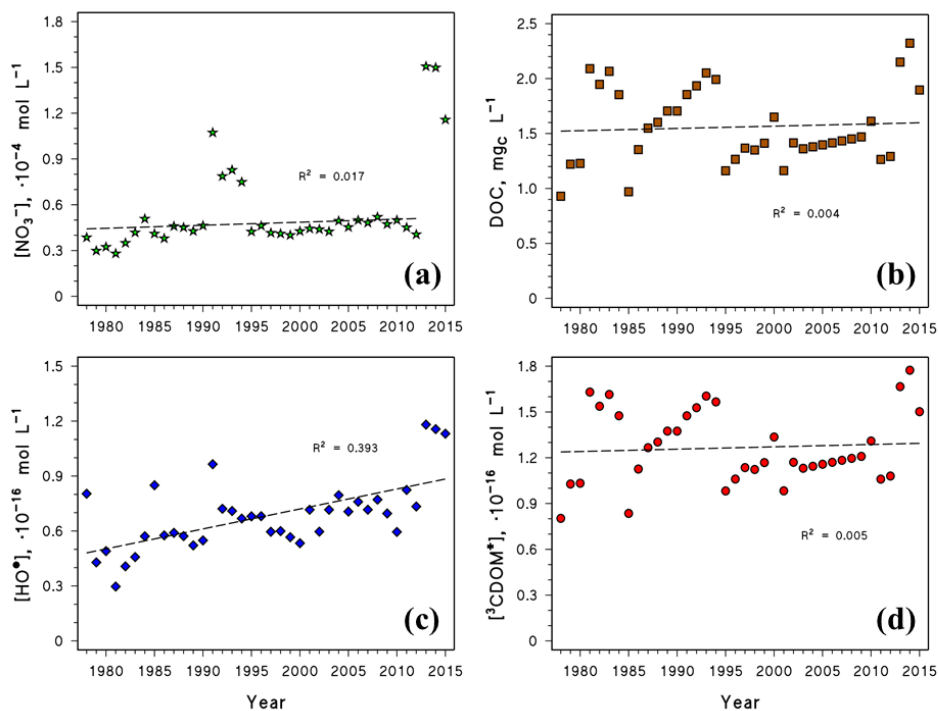 [NO₃⁻], ·10⁻⁴ mol L⁻¹
1.8
1.5
1.2
0.9
0.6
0.3
0
R² = 0.017
(a)
1980 1985 1990 1995 2000 2005 2010 2015
DOC, mg_C L⁻¹
2.5
2.0
1.5
1.0
0.5
0
R² = 0.004
(b)
1980 1985 1990 1995 2000 2005 2010 2015
[HO•], ·10⁻¹⁶ mol L⁻¹
1.5
1.2
0.9
0.6
0.3
0
R² = 0.393
(c)
1980 1985 1990 1995 2000 2005 2010 2015
Year
[³CDOM*], ·10⁻¹⁶ mol L⁻¹
1.8
1.5
1.2
0.9
0.6
0.3
0
R² = 0.005
(d)
1980 1985 1990 1995 2000 2005 2010 2015
Year